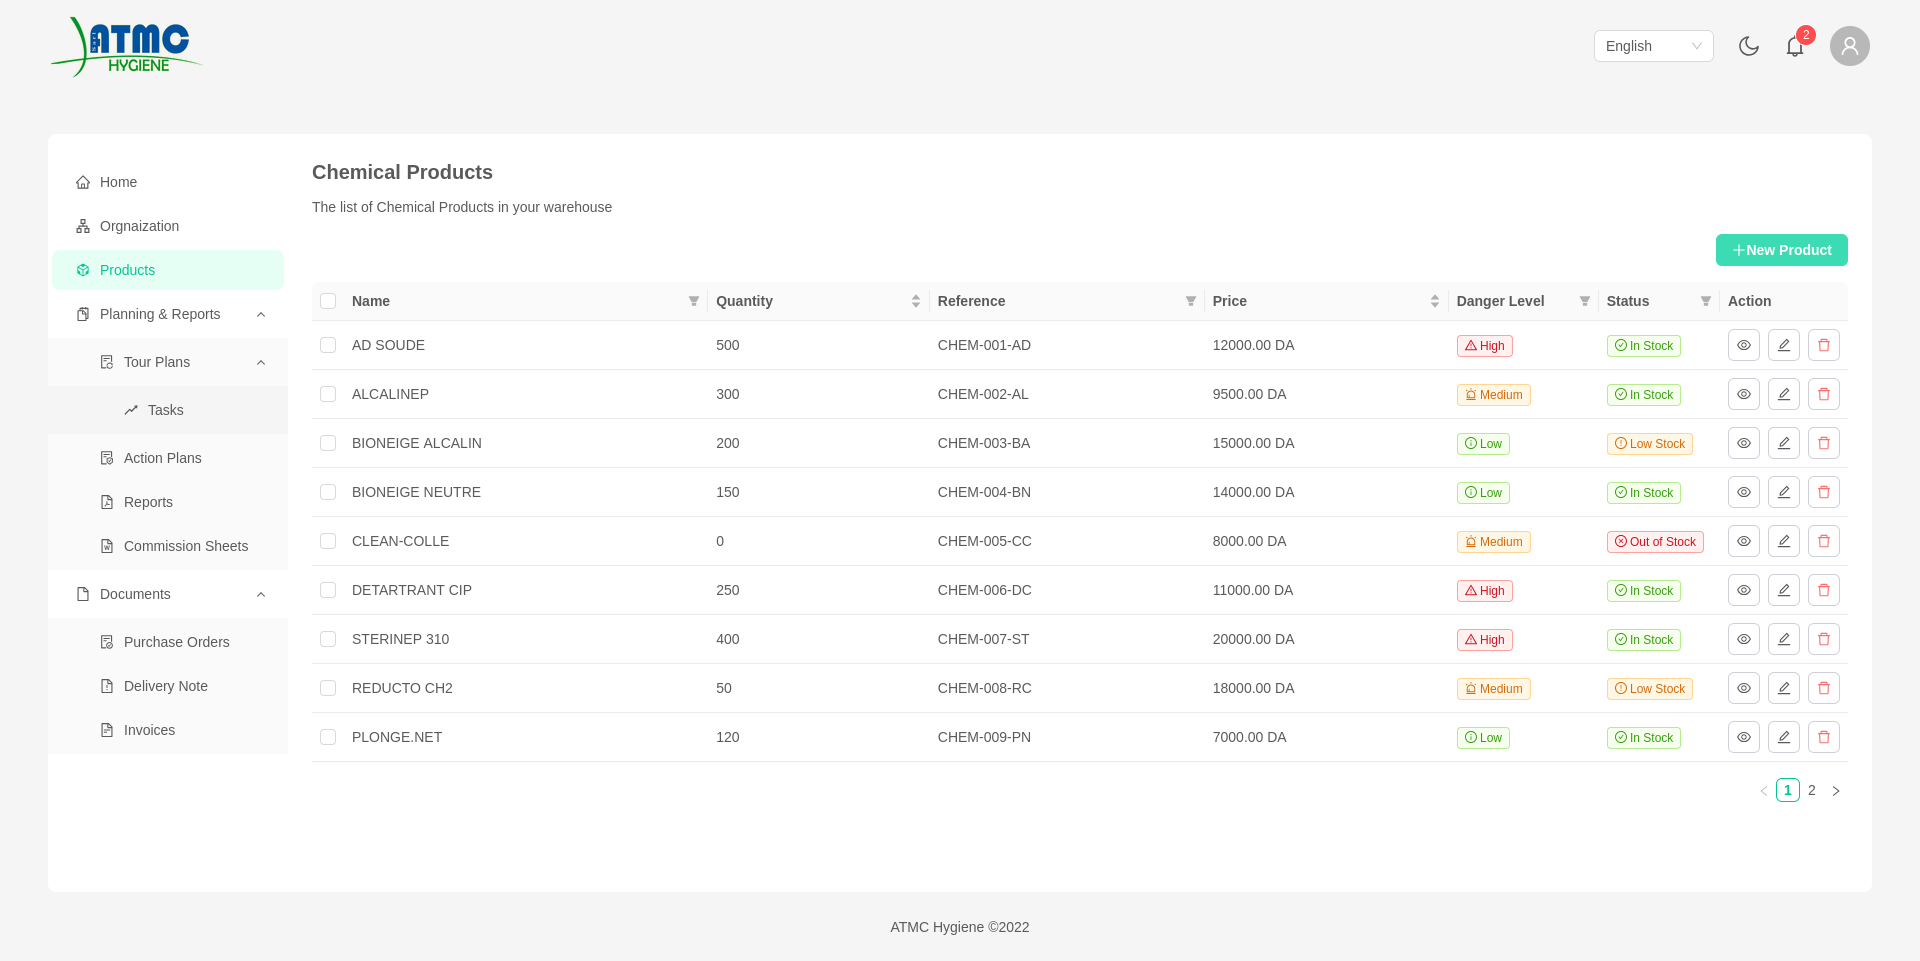 ATMC
HYGIENE
English
2
Home
Orgnaization
Products
Planning & Reports
Tour Plans
Tasks
Action Plans
Reports
Commission Sheets
Documents
Purchase Orders
Delivery Note
Invoices
Chemical Products
The list of Chemical Products in your warehouse
New Product
Name Quantity Reference Price Danger Level Status Action
AD SOUDE 500 CHEM-001-AD 12000.00 DA High In Stock
ALCALINEP 300 CHEM-002-AL 9500.00 DA Medium In Stock
BIONEIGE ALCALIN 200 CHEM-003-BA 15000.00 DA Low Low Stock
BIONEIGE NEUTRE 150 CHEM-004-BN 14000.00 DA Low In Stock
CLEAN-COLLE 0 CHEM-005-CC 8000.00 DA Medium Out of Stock
DETARTRANT CIP 250 CHEM-006-DC 11000.00 DA High In Stock
STERINEP 310 400 CHEM-007-ST 20000.00 DA High In Stock
REDUCTO CH2 50 CHEM-008-RC 18000.00 DA Medium Low Stock
PLONGE.NET 120 CHEM-009-PN 7000.00 DA Low In Stock
1 2
ATMC Hygiene ©2022